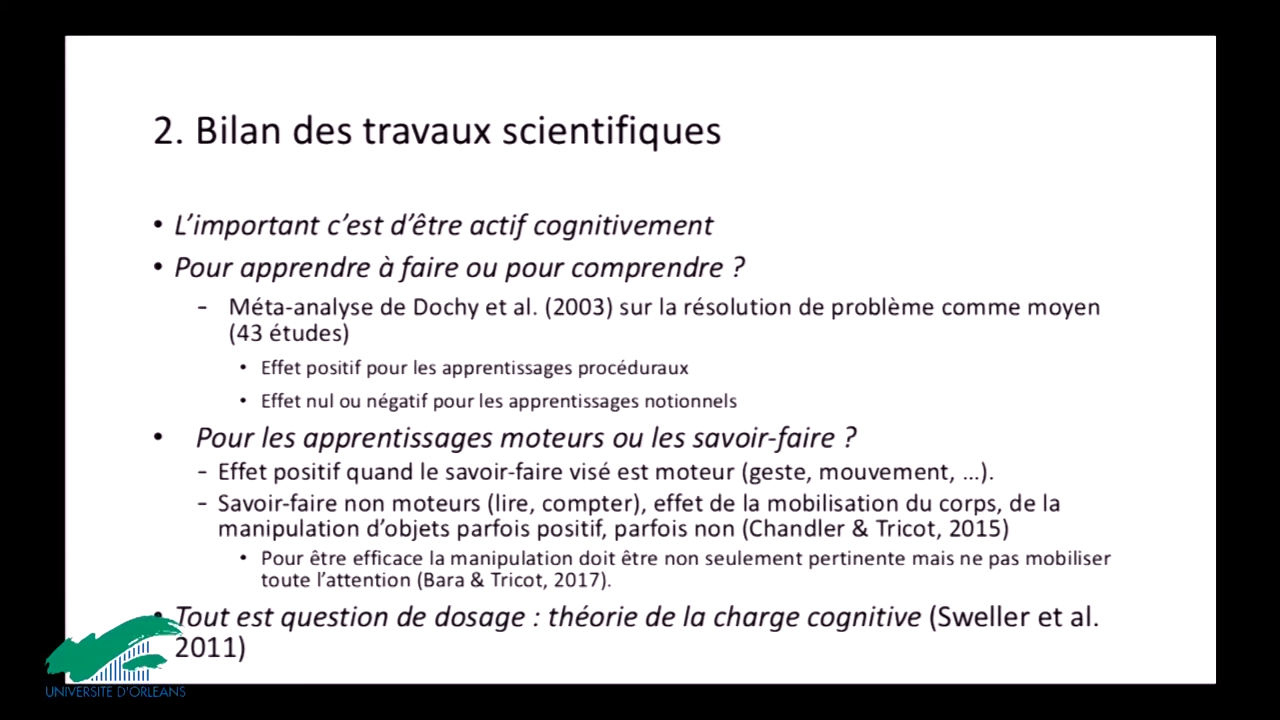 2. Bilan des travaux scientifiques
• L’important c’est d’être actif cognitivement
• Pour apprendre à faire ou pour comprendre ?
– Méta-analyse de Dochy et al. (2003) sur la résolution de problème comme moyen
(43 études)
• Effet positif pour les apprentissages procéduraux
• Effet nul ou négatif pour les apprentissages notionnels
• Pour les apprentissages moteurs ou les savoir-faire ?
– Effet positif quand le savoir-faire visé est moteur (geste, mouvement, …).
– Savoir-faire non moteurs (lire, compter), effet de la mobilisation du corps, de la
manipulation d’objets parfois positif, parfois non (Chandler & Tricot, 2015)
• Pour être efficace la manipulation doit être non seulement pertinente mais ne pas mobiliser
toute l’attention (Bara & Tricot, 2017).
• Tout est question de dosage : théorie de la charge cognitive (Sweller et al.
2011)
UNIVERSITE D'ORLEANS